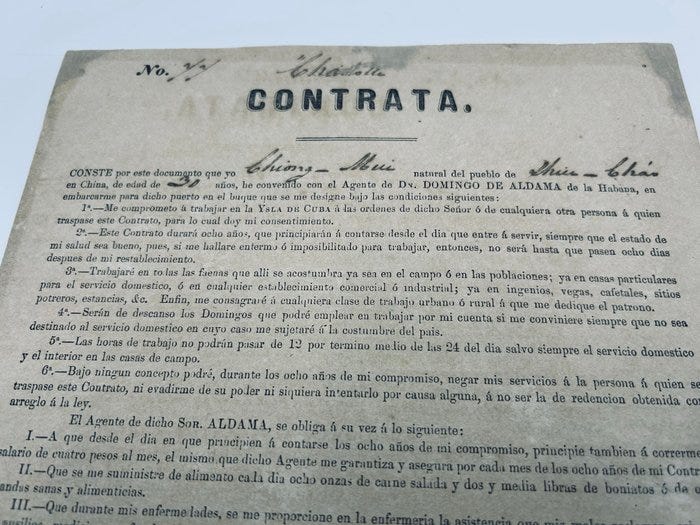 No. 77
CONTRATA.
CONSTE por este documento que yo Chiong-Mui natural del pueblo de
en China, de edad de 30 años, he convenido con el Agente de Dn. DOMINGO DE ALDAMA de la Habana, en
embarcarme para dicho puerto en el buque que se me designe bajo las condiciones siguientes:
1ª.—Me comprometo á trabajar en la YSLA DE CUBA á las ordenes de dicho Señor ó de cualquiera otra persona á quien
traspase este Contrato, para lo cual doy mi consentimiento.
2ª.—Este Contrato durará ocho años, que principiarán á contarse desde el dia que entre á servir, siempre que el estado de
mi salud sea bueno, pues, si me hallare enfermo ó imposibilitado para trabajar, entonces, no será hasta que pasen ocho dias
despues de mi restablecimiento.
3ª.—Trabajaré en todas las faenas que alli se acostumbra ya sea en el campo ó en las poblaciones; ya en casas particulares
para el servicio domestico, ó en cualquier establecimiento comercial ó industrial; ya en ingenios, vegas, cafetales, sitios
potreros, estancias, &c. Enfin, me consagraré á cualquiera clase de trabajo urbano ó rural á que me dedique el patrono.
4ª.—Serán de descanso los Domingos que podré emplear en trabajar por mi cuenta si me conviniere siempre que no sea
destinado al servicio domestico en cuyo caso me sujetaré á la costumbre del pais.
5ª.—Las horas de trabajo no podrán pasar de 12 por termino medio de las 24 del dia salvo siempre el servicio domestico
y el interior en las casas de campo.
6ª.—Bajo ningun concepto podré, durante los ocho años de mi compromiso, negar mis servicios á la persona á quien se
traspase este Contrato, ni evadirme de su poder ni siquiera intentarlo por causa alguna, á no ser la de redencion obtenida con
arreglo á la ley.
El Agente de dicho Sor. ALDAMA, se obliga á su vez á lo siguiente:
I.—A que desde el dia en que principien á contarse los ocho años de mi compromiso, principie tambien á correrme
salario de cuatro pesos al mes, el mismo que dicho Agente me garantiza y asegura por cada mes de los ocho años de mi Contr
II.—Que se me suministre de alimento cada dia ocho onzas de carne salada y dos y media libras de boniatos ó de o
andas sanas y alimenticias.
III.—Que durante mis enfermedades, se me proporcione en la enfermeria la asistencia que mis